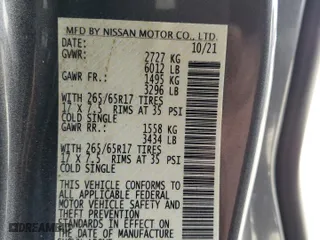 MFD BY NISSAN MOTOR CO., LTD.
DATE: 10/21
GVWR: 2727 KG
6012 LB
GAWR FR: 1495 KG
3296 LB
WITH 265/65R17 TIRES
17 X 7.5 RIMS AT 35 PSI
COLD SINGLE
GAWR RR: 1558 KG
3434 LB
WITH 265/65R17 TIRES
17 X 7.5 RIMS AT 35 PSI
COLD SINGLE
THIS VEHICLE CONFORMS TO
ALL APPLICABLE FEDERAL
MOTOR VEHICLE SAFETY AND
THEFT PREVENTION
STANDARDS IN EFFECT ON
THE DATE OF MANUFACTURE